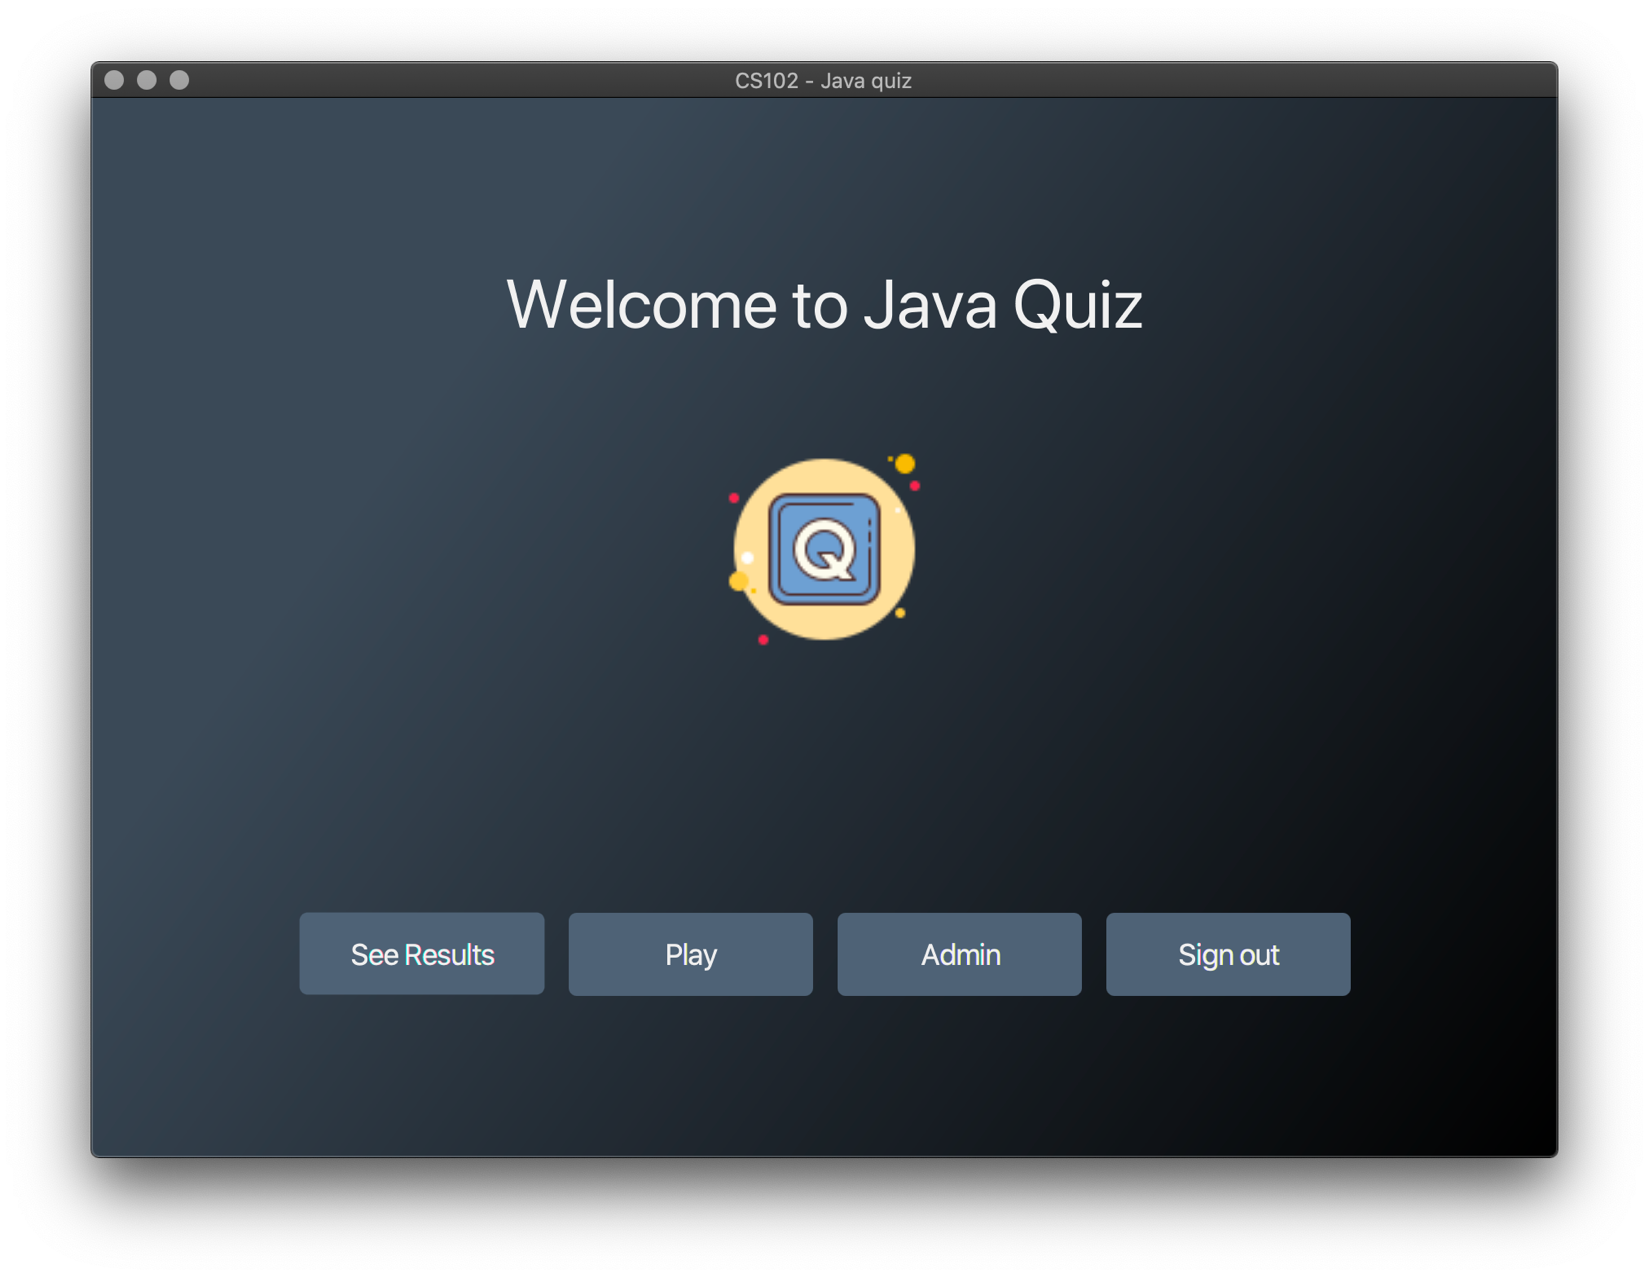 CS102 - Java quiz
Welcome to Java Quiz
Q
See Results
Play
Admin
Sign out